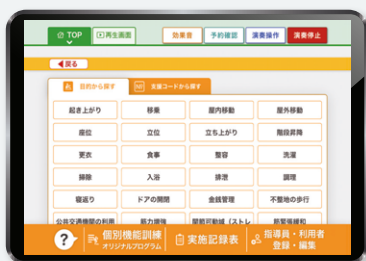 TOP 再生画面 効果音 予約確認 演奏操作 演奏停止
戻る
目的から探す 支援コードから探す
起き上がり 移乗 屋内移動 屋外移動
座位 立位 立ち上がり 階段昇降
更衣 食事 整容 洗濯
掃除 入浴 排泄 調理
寝返り ドアの開閉 金銭管理 不整地の歩行
公共交通機関の利用 筋力増強 関節可動域（ストレ 筋緊張緩和
? 個別機能訓練 オリジナルプログラム 実施記録表 指導員・利用者 登録・編集